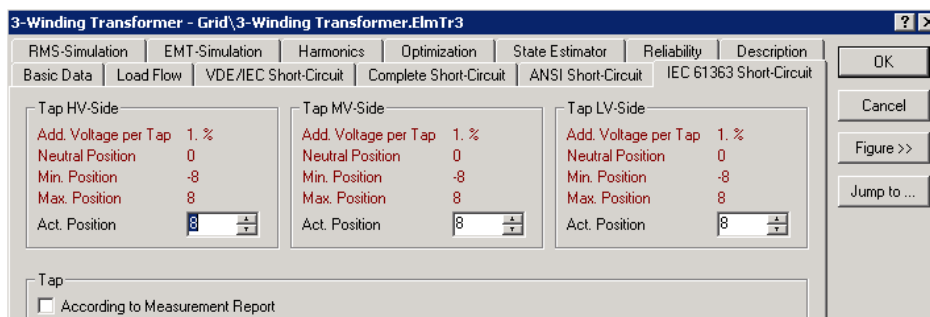 3-Winding Transformer - Grid\3-Winding Transformer.ElmTr3
RMS-Simulation EMT-Simulation Harmonics Optimization State Estimator Reliability Description
Basic Data Load Flow VDE/IEC Short-Circuit Complete Short-Circuit ANSI Short-Circuit IEC 61363 Short-Circuit
OK
Cancel
Figure >>
Jump to ...
Tap HV-Side
Add. Voltage per Tap 1. %
Neutral Position 0
Min. Position -8
Max. Position 8
Act. Position 8
Tap MV-Side
Add. Voltage per Tap 1. %
Neutral Position 0
Min. Position -8
Max. Position 8
Act. Position 8
Tap LV-Side
Add. Voltage per Tap 1. %
Neutral Position 0
Min. Position -8
Max. Position 8
Act. Position 8
Tap
According to Measurement Report